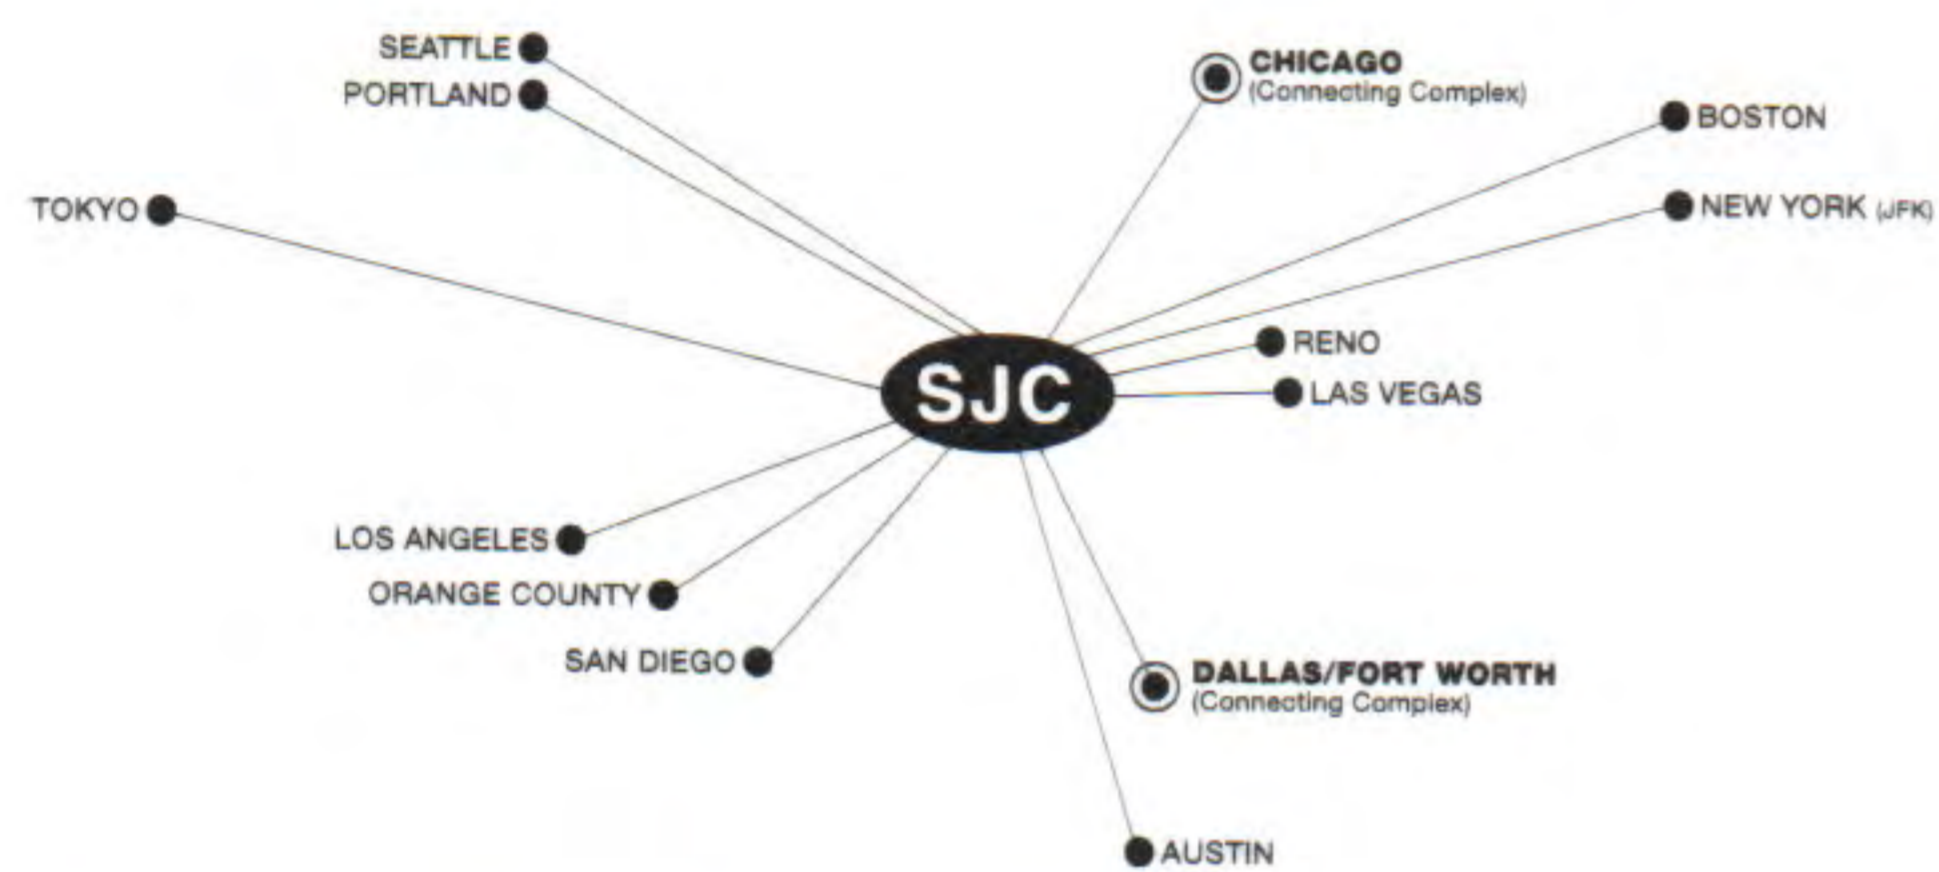 SEATTLE
CHICAGO
(Connecting Complex)
PORTLAND
BOSTON
TOKYO
NEW YORK (JFK)
RENO
SJC
LAS VEGAS
LOS ANGELES
ORANGE COUNTY
SAN DIEGO
DALLAS/FORT WORTH
(Connecting Complex)
AUSTIN